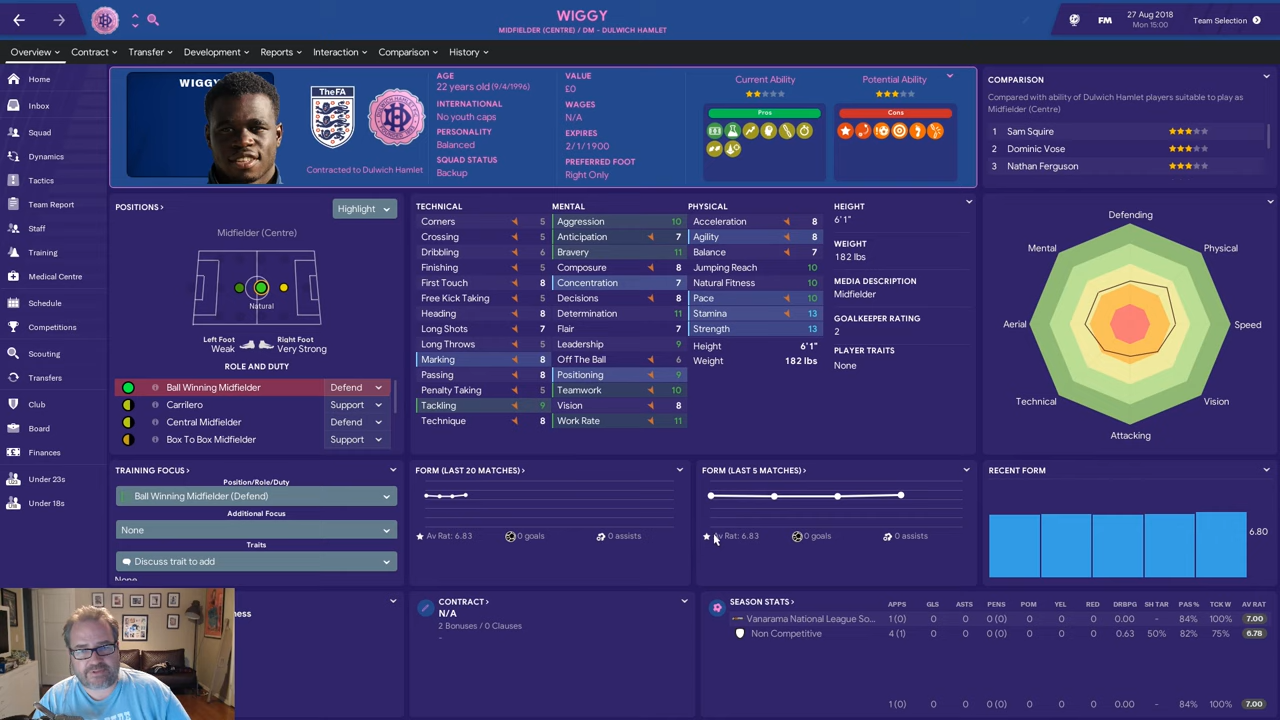 WIGGY
MIDFIELDER (CENTRE) / DM - DULWICH HAMLET
FM
27 Aug 2018
Mon 15:00
Team Selection
Overview
Contract
Transfer
Development
Reports
Interaction
Comparison
History
Home
Inbox
Squad
Dynamics
Tactics
Team Report
Staff
Training
Medical Centre
Schedule
Competitions
Scouting
Transfers
Club
Board
Finances
Under 23s
Under 18s
WIGGY
TheFA
Contracted to Dulwich Hamlet
AGE
22 years old (9/4/1996)
INTERNATIONAL
No youth caps
PERSONALITY
Balanced
SQUAD STATUS
Backup
VALUE
£0
WAGES
N/A
EXPIRES
2/1/1900
PREFERRED FOOT
Right Only
Current Ability
Pros
Potential Ability
Cons
COMPARISON
Compared with ability of Dulwich Hamlet
players suitable to play as
Midfielder (Centre)
1 Sam Squire
2 Dominic Vose
3 Nathan Ferguson
POSITIONS
Highlight
Midfielder (Centre)
Natural
Left Foot
Weak
Right Foot
Very Strong
ROLE AND DUTY
Ball Winning Midfielder Defend
Carrilero Support
Central Midfielder Defend
Box To Box Midfielder Support
TECHNICAL
Corners 5
Crossing 5
Dribbling 6
Finishing 5
First Touch 8
Free Kick Taking 5
Heading 8
Long Shots 7
Long Throws 5
Marking 8
Passing 8
Penalty Taking 5
Tackling 9
Technique 8
MENTAL
Aggression 10
Anticipation 7
Bravery 11
Composure 8
Concentration 7
Decisions 8
Determination 11
Flair 7
Leadership 9
Off The Ball 6
Positioning 9
Teamwork 10
Vision 8
Work Rate 11
PHYSICAL
Acceleration 8
Agility 8
Balance 7
Jumping Reach 10
Natural Fitness 10
Pace 10
Stamina 13
Strength 13
Height 6'1"
Weight 182 lbs
HEIGHT
6'1"
WEIGHT
182 lbs
MEDIA DESCRIPTION
Midfielder
GOALKEEPER RATING
2
PLAYER TRAITS
None
Defending
Physical
Speed
Vision
Attacking
Technical
Aerial
Mental
TRAINING FOCUS
Position/Role/Duty
Ball Winning Midfielder (Defend)
Additional Focus
None
Traits
Discuss trait to add
None
FORM (LAST 20 MATCHES)
Av Rat: 6.83 0 goals 0 assists
FORM (LAST 5 MATCHES)
Av Rat: 6.83 0 goals 0 assists
RECENT FORM
6.80
CONTRACT
N/A
2 Bonuses / 0 Clauses
-
SEASON STATS APPS GLS ASTS PENS POM YEL RED DRBPG SH TAR PAS % TCK W AV RAT
Vanarama National League So... 1 (0) 0 0 0 (0) 0 0 0 0.00 - 84% 100% 7.00
Non Competitive 4 (1) 0 0 0 (0) 0 0 0 0.63 50% 82% 75% 6.78
1 (0) 0 0 0 (0) 0 0 0 0.00 - 84% 100% 7.00